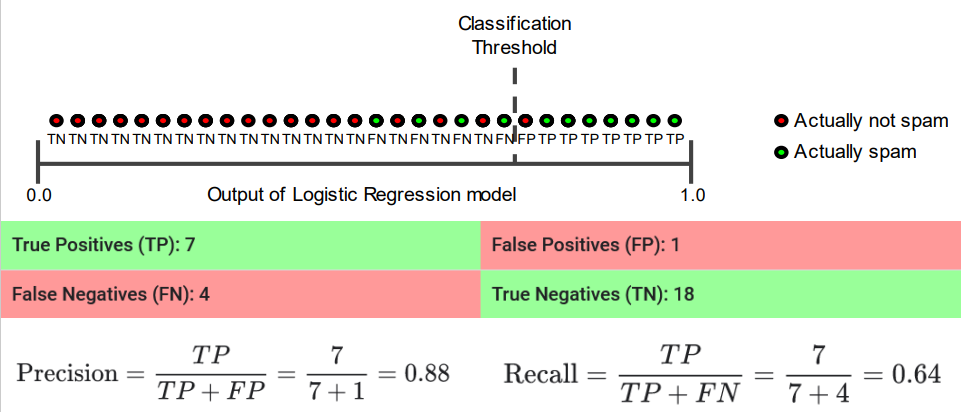 Classification
Threshold
TN TN TN TN TN TN TN TN TN TN TN TN TN TN TN FN TN FN TN FN TN FN FP TP TP TP TP TP TP TP
Actually not spam
Actually spam
0.0 Output of Logistic Regression model 1.0
True Positives (TP): 7
False Positives (FP): 1
False Negatives (FN): 4
True Negatives (TN): 18
Precision = TP / (TP + FP) = 7 / (7 + 1) = 0.88
Recall = TP / (TP + FN) = 7 / (7 + 4) = 0.64